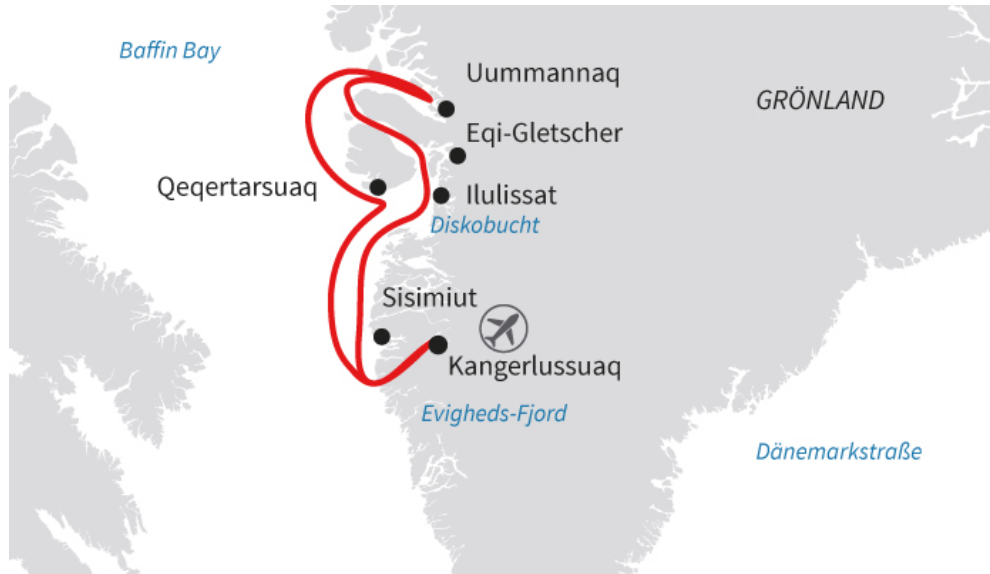 Baffin Bay
Uummannaq
GRÖNLAND
Eqi-Gletscher
Qeqertarsuaq
Ilulissat
Diskobucht
Sisimiut
Kangerlussuaq
Evigheds-Fjord
Dänemarkstraße